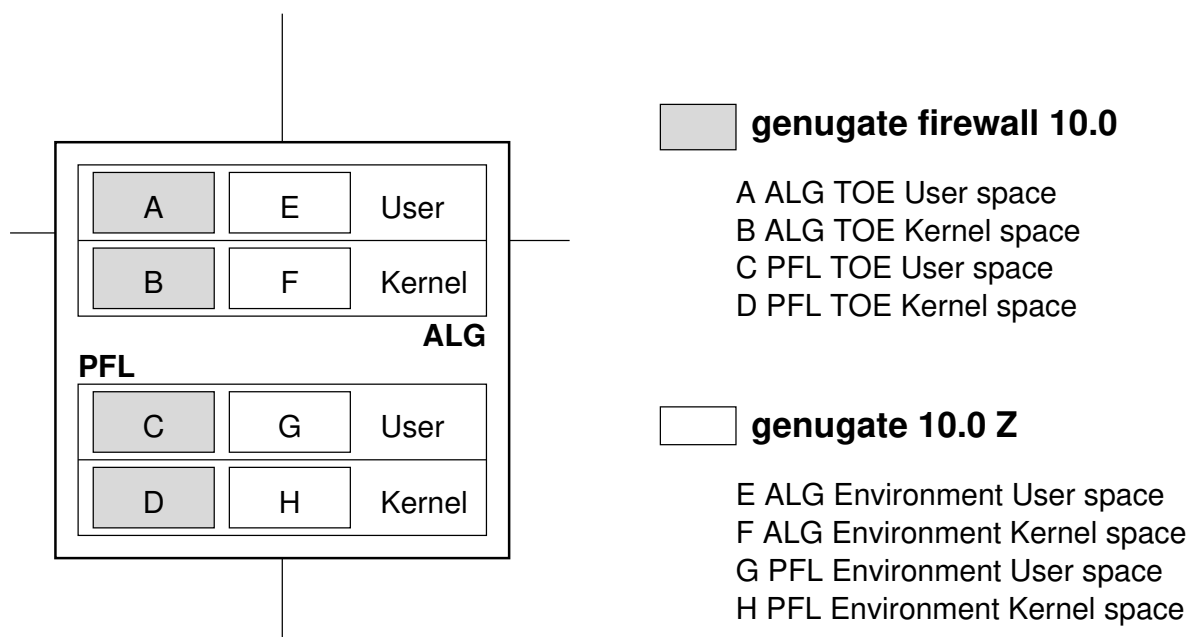 A E User
B F Kernel
ALG
PFL
C G User
D H Kernel
genugate firewall 10.0
A ALG TOE User space
B ALG TOE Kernel space
C PFL TOE User space
D PFL TOE Kernel space
genugate 10.0 Z
E ALG Environment User space
F ALG Environment Kernel space
G PFL Environment User space
H PFL Environment Kernel space